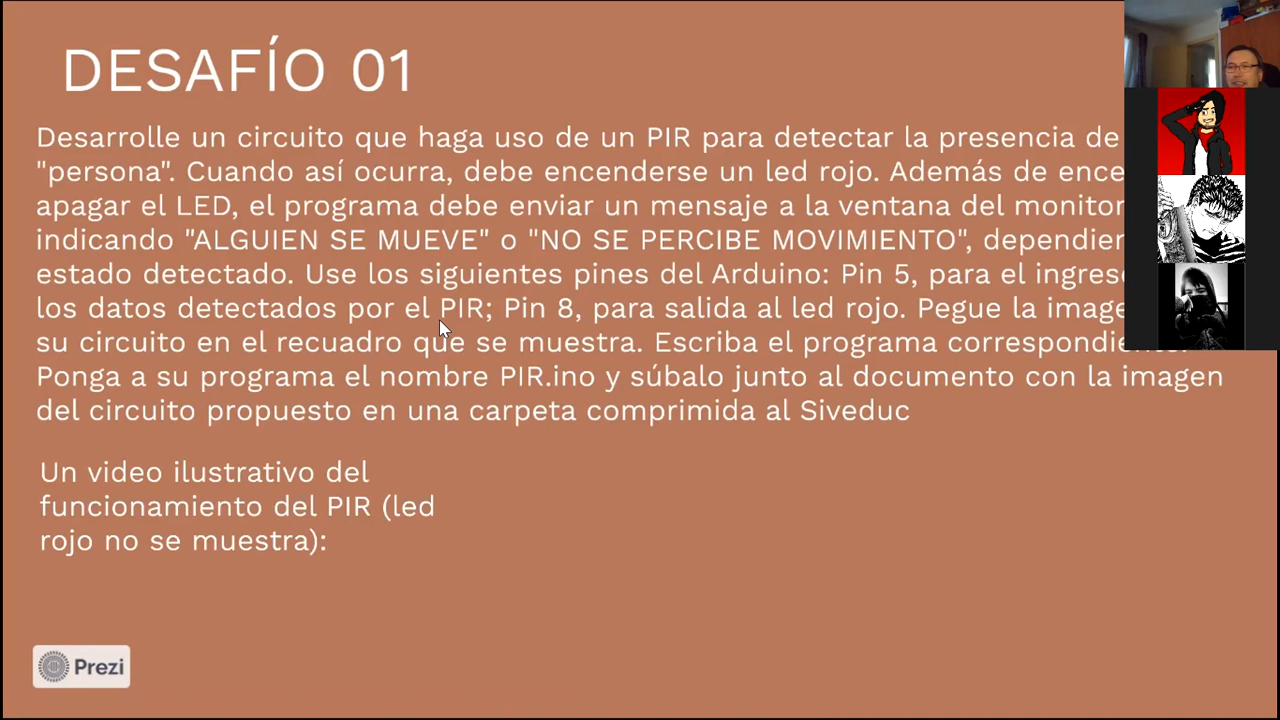 DESAFÍO 01
Desarrolle un circuito que haga uso de un PIR para detectar la presencia de
"persona". Cuando así ocurra, debe encenderse un led rojo. Además de
apagar el LED, el programa debe enviar un mensaje a la ventana del monitor
indicando "ALGUIEN SE MUEVE" o "NO SE PERCIBE MOVIMIENTO",
estado detectado. Use los siguientes pines del Arduino: Pin 5, para el
los datos detectados por el PIR; Pin 8, para salida al led rojo. Pegue la
su circuito en el recuadro que se muestra. Escriba el programa correspondiente.
Ponga a su programa el nombre PIR.ino y súbalo junto al documento con la imagen
del circuito propuesto en una carpeta comprimida al Siveduc
Un video ilustrativo del
funcionamiento del PIR (led
rojo no se muestra):
Prezi